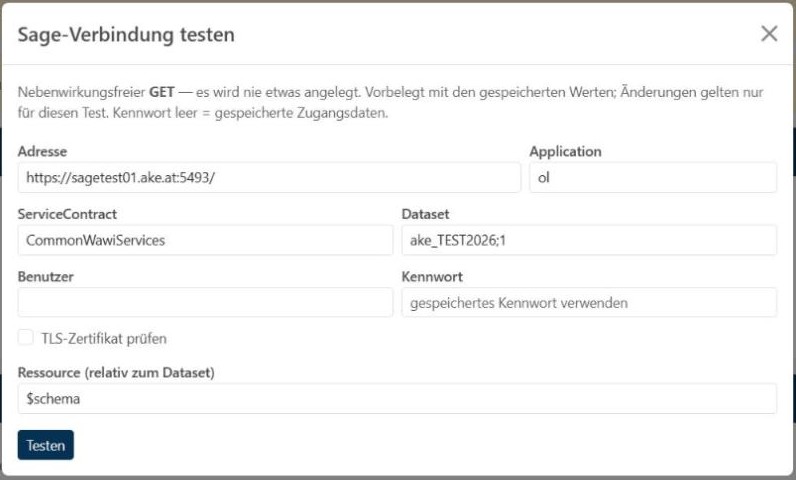 Sage-Verbindung testen
Nebenwirkungsfreier GET — es wird nie etwas angelegt. Vorbelegt mit den gespeicherten Werten; Änderungen gelten nur
für diesen Test. Kennwort leer = gespeicherte Zugangsdaten.
Adresse
Application
https://sagetest01.ake.at:5493/
ol
ServiceContract
Dataset
CommonWawiServices
ake_TEST2026;1
Benutzer
Kennwort
gespeichertes Kennwort verwenden
TLS-Zertifikat prüfen
Ressource (relativ zum Dataset)
$schema
Testen